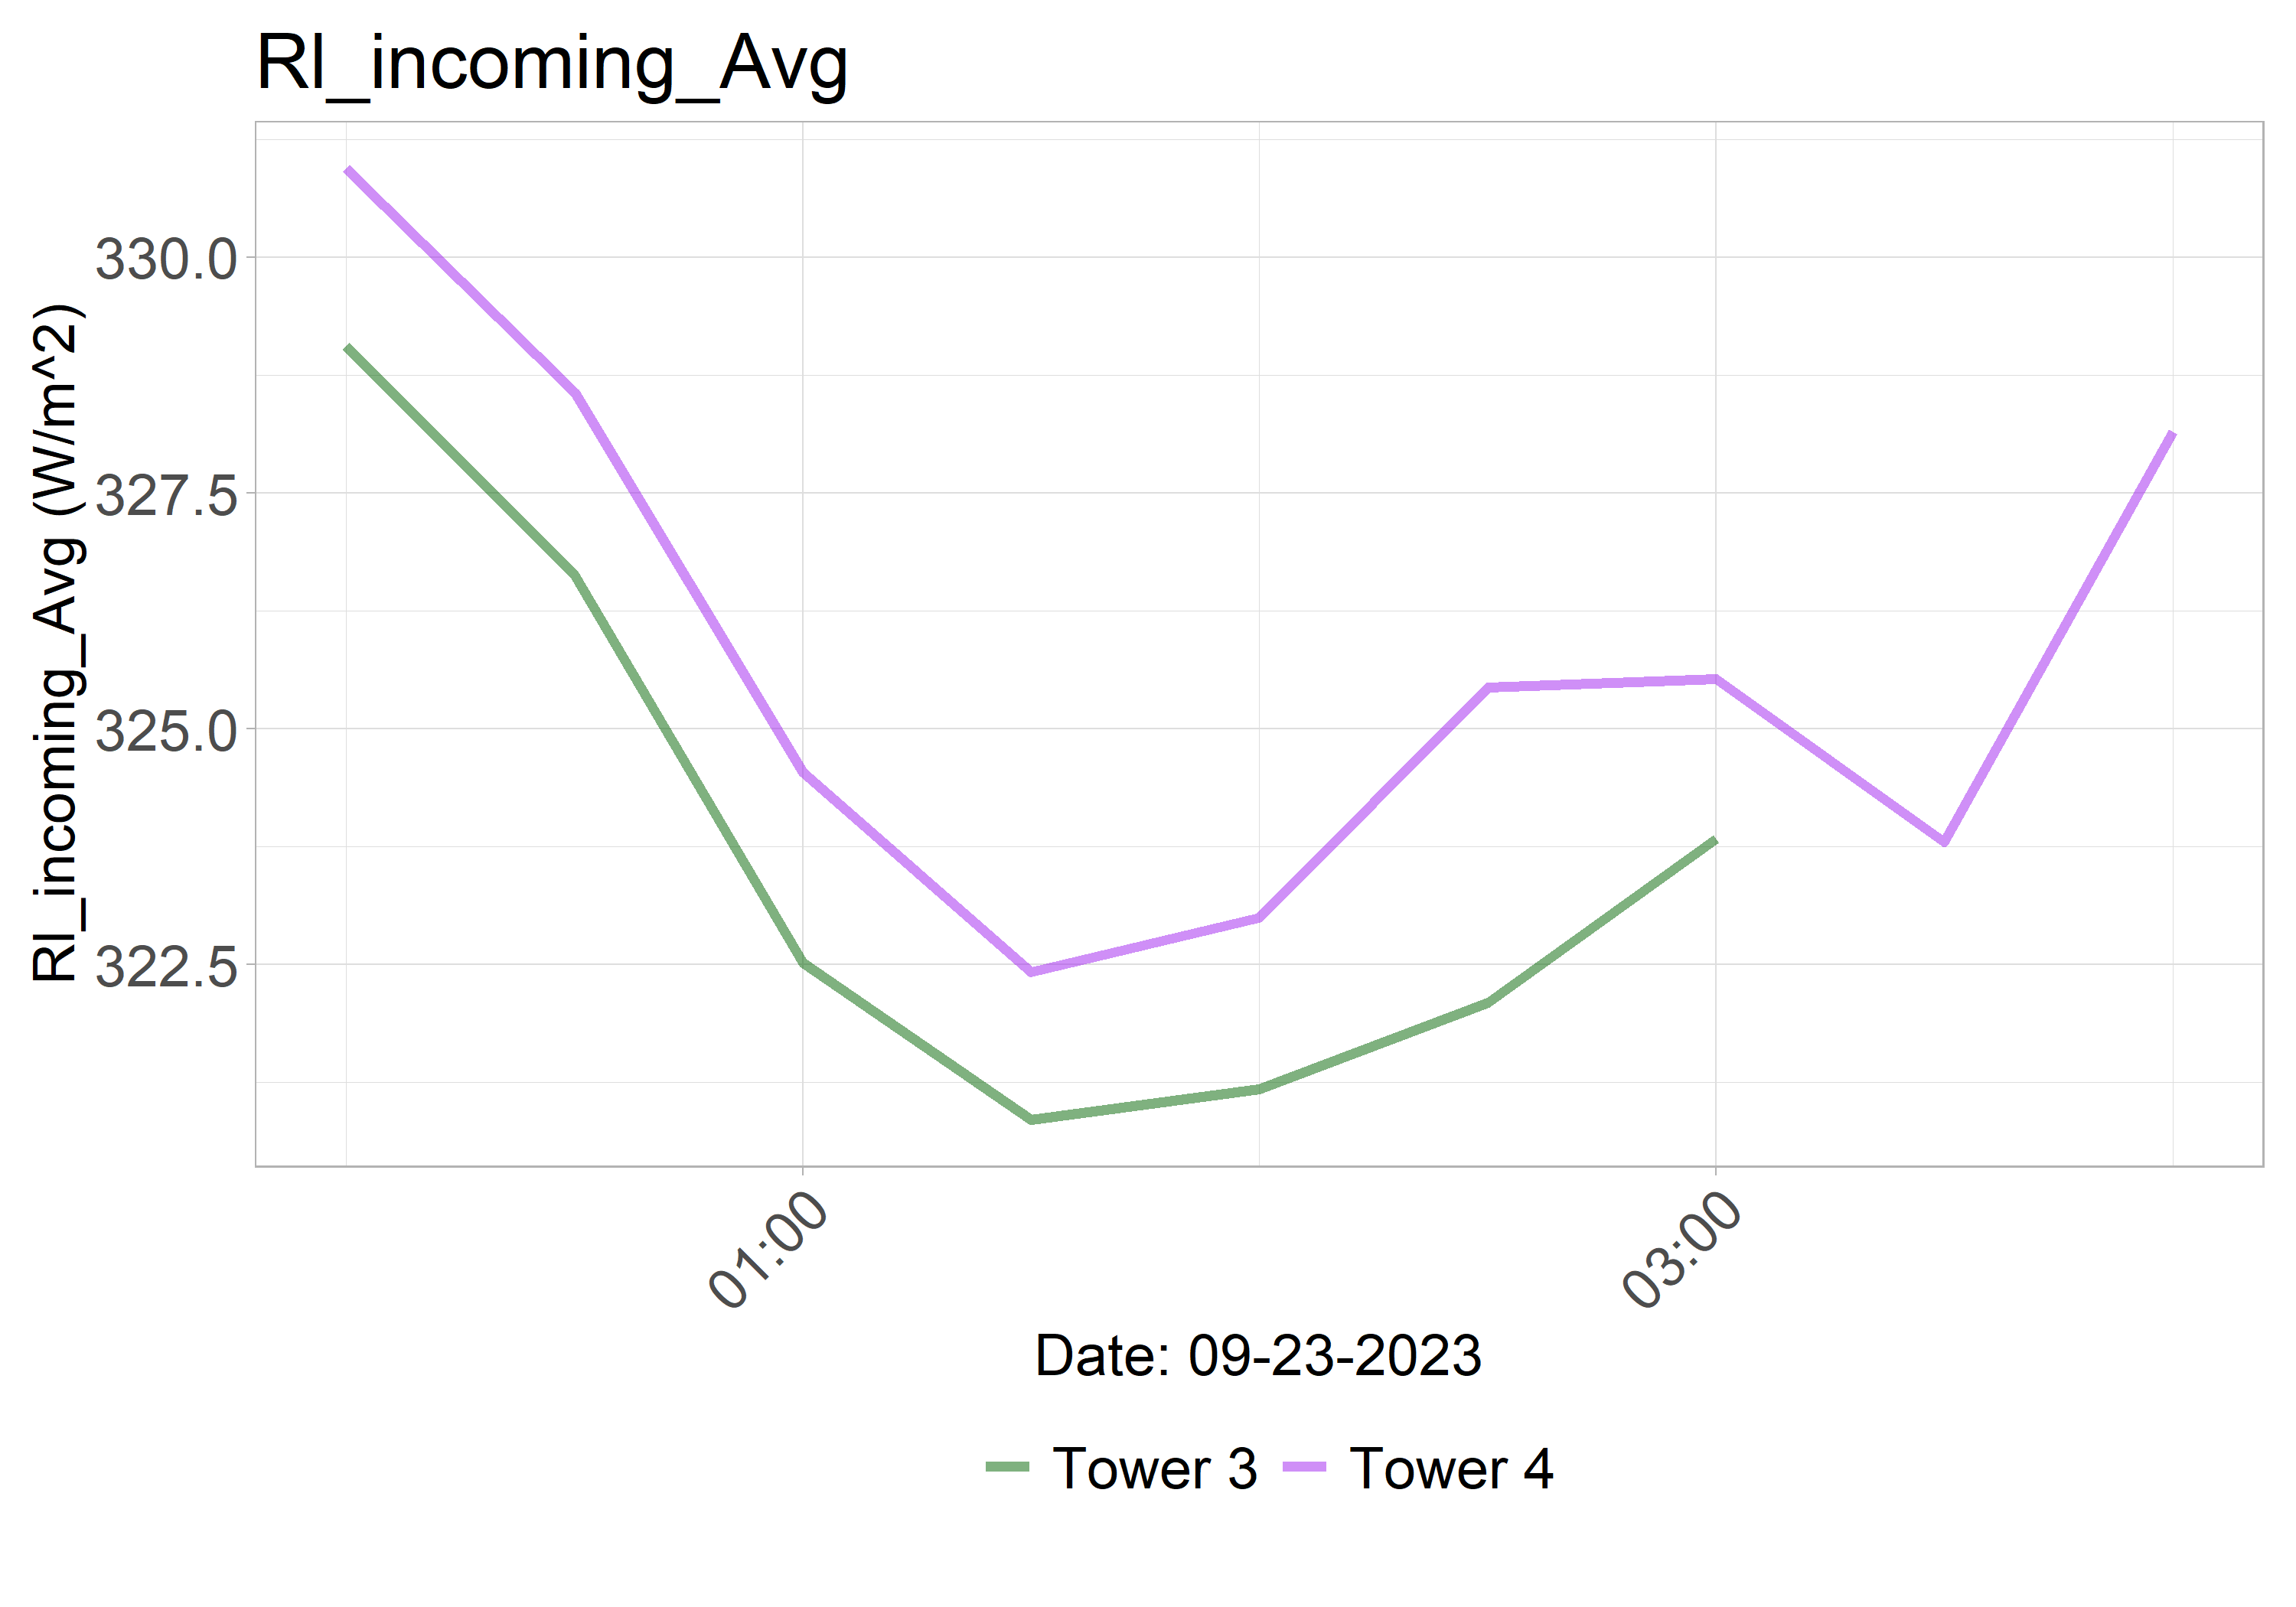 Rl_incoming_Avg
Rl_incoming_Avg (W/m^2)
330.0
327.5
325.0
322.5
01:00
03:00
Date: 09-23-2023
Tower 3
Tower 4